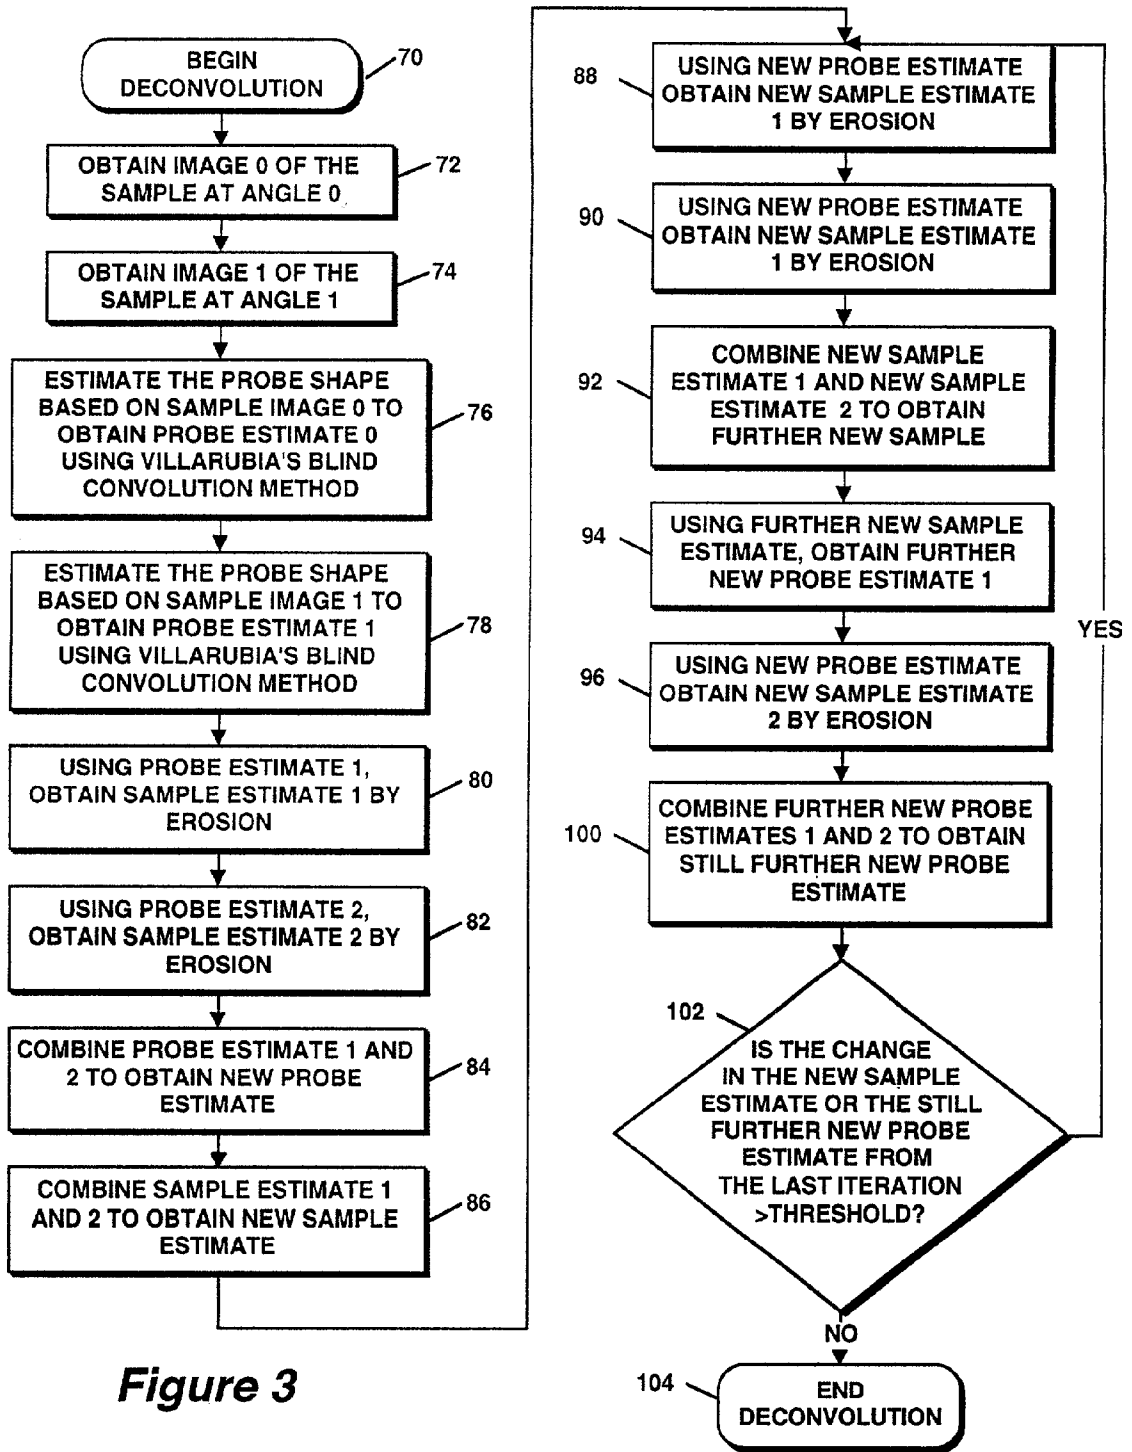 BEGIN
DECONVOLUTION
70
OBTAIN IMAGE 0 OF THE
SAMPLE AT ANGLE 0
72
OBTAIN IMAGE 1 OF THE
SAMPLE AT ANGLE 1
74
ESTIMATE THE PROBE SHAPE
BASED ON SAMPLE IMAGE 0 TO
OBTAIN PROBE ESTIMATE 0
USING VILLARUBIA'S BLIND
CONVOLUTION METHOD
76
ESTIMATE THE PROBE SHAPE
BASED ON SAMPLE IMAGE 1 TO
OBTAIN PROBE ESTIMATE 1
USING VILLARUBIA'S BLIND
CONVOLUTION METHOD
78
USING PROBE ESTIMATE 1,
OBTAIN SAMPLE ESTIMATE 1 BY
EROSION
80
USING PROBE ESTIMATE 2,
OBTAIN SAMPLE ESTIMATE 2 BY
EROSION
82
COMBINE PROBE ESTIMATE 1 AND
2 TO OBTAIN NEW PROBE
ESTIMATE
84
COMBINE SAMPLE ESTIMATE 1
AND 2 TO OBTAIN NEW SAMPLE
ESTIMATE
86
88
USING NEW PROBE ESTIMATE
OBTAIN NEW SAMPLE ESTIMATE
1 BY EROSION
90
USING NEW PROBE ESTIMATE
OBTAIN NEW SAMPLE ESTIMATE
1 BY EROSION
92
COMBINE NEW SAMPLE
ESTIMATE 1 AND NEW SAMPLE
ESTIMATE 2 TO OBTAIN
FURTHER NEW SAMPLE
94
USING FURTHER NEW SAMPLE
ESTIMATE, OBTAIN FURTHER
NEW PROBE ESTIMATE 1
96
USING NEW PROBE ESTIMATE
OBTAIN NEW SAMPLE ESTIMATE
2 BY EROSION
100
COMBINE FURTHER NEW PROBE
ESTIMATES 1 AND 2 TO OBTAIN
STILL FURTHER NEW PROBE
ESTIMATE
102
IS THE CHANGE
IN THE NEW SAMPLE
ESTIMATE OR THE STILL
FURTHER NEW PROBE
ESTIMATE FROM
THE LAST ITERATION
>THRESHOLD?
YES
NO
104
END
DECONVOLUTION
Figure 3